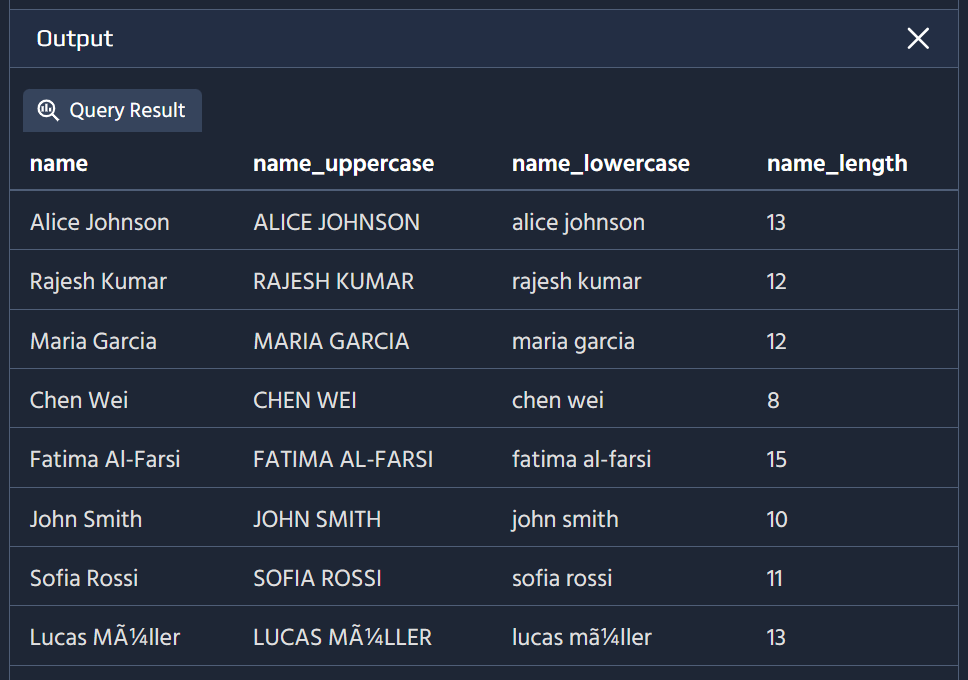 Output
Query Result
name name_uppercase name_lowercase name_length
Alice Johnson ALICE JOHNSON alice johnson 13
Rajesh Kumar RAJESH KUMAR rajesh kumar 12
Maria Garcia MARIA GARCIA maria garcia 12
Chen Wei CHEN WEI chen wei 8
Fatima Al-Farsi FATIMA AL-FARSI fatima al-farsi 15
John Smith JOHN SMITH john smith 10
Sofia Rossi SOFIA ROSSI sofia rossi 11
Lucas MÃ¼ller LUCAS MÃ¼LLER lucas mã¼ller 13